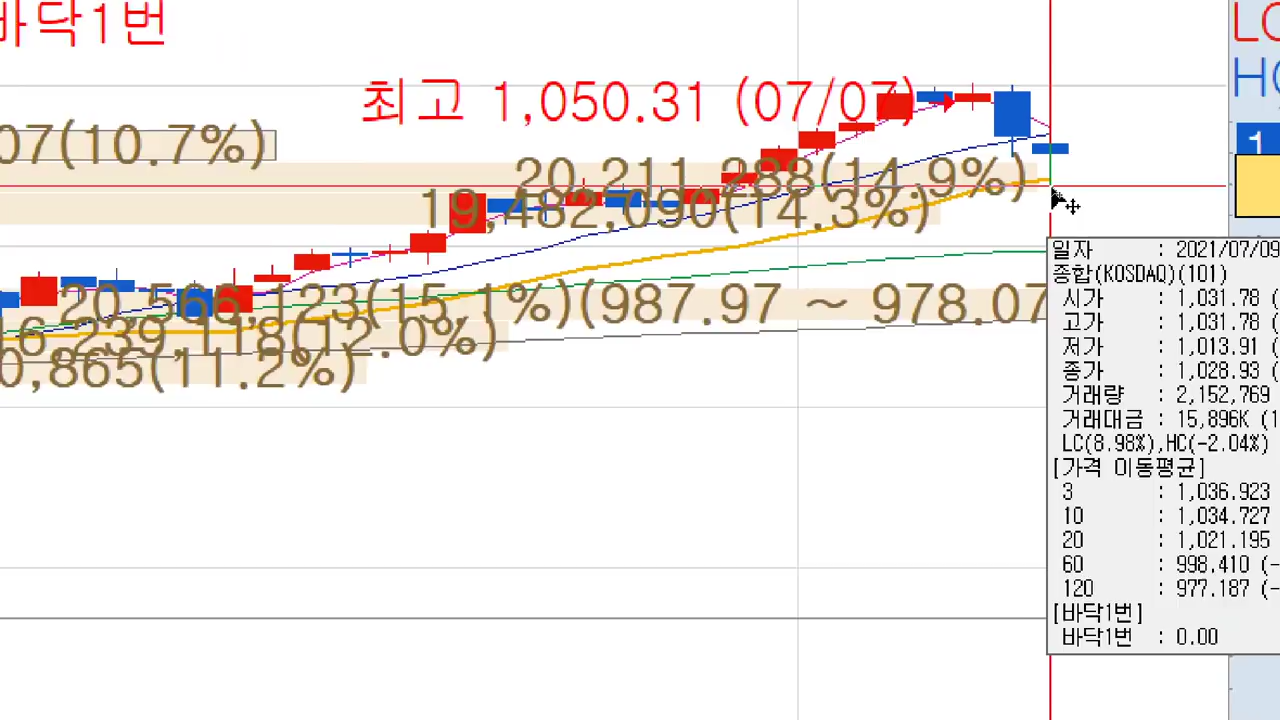 바닥1번
LC
HC
최고 1,050.31 (07/07)
1
07(10.7%)
20,211,288(14.9%)
19,482,090(14.3%)
20,566,123(15.1%)(987.97 ~ 978.07
6,239,118(12.0%)
0,865(11.2%)
일자 : 2021/07/09
종합(KOSDAQ)(101)
시가 : 1,031.78 (
고가 : 1,031.78 (
저가 : 1,013.91 (
종가 : 1,028.93 (
거래량 : 2,152,769
거래대금 : 15,896K (1
LC(8.98%),HC(-2.04%)
[가격 이동평균]
3 : 1,036.923
10 : 1,034.727
20 : 1,021.195
60 : 998.410 (-
120 : 977.187 (-
[바닥1번]
바닥1번 : 0.00